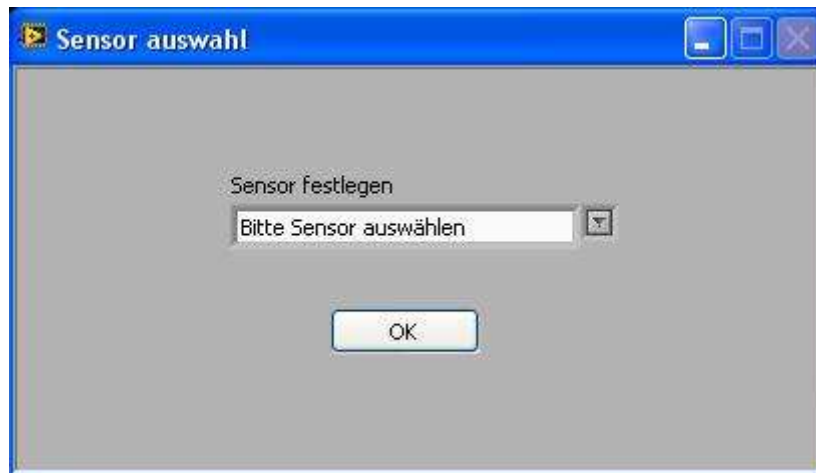 Sensor auswahl
Sensor festlegen
Bitte Sensor auswählen
OK